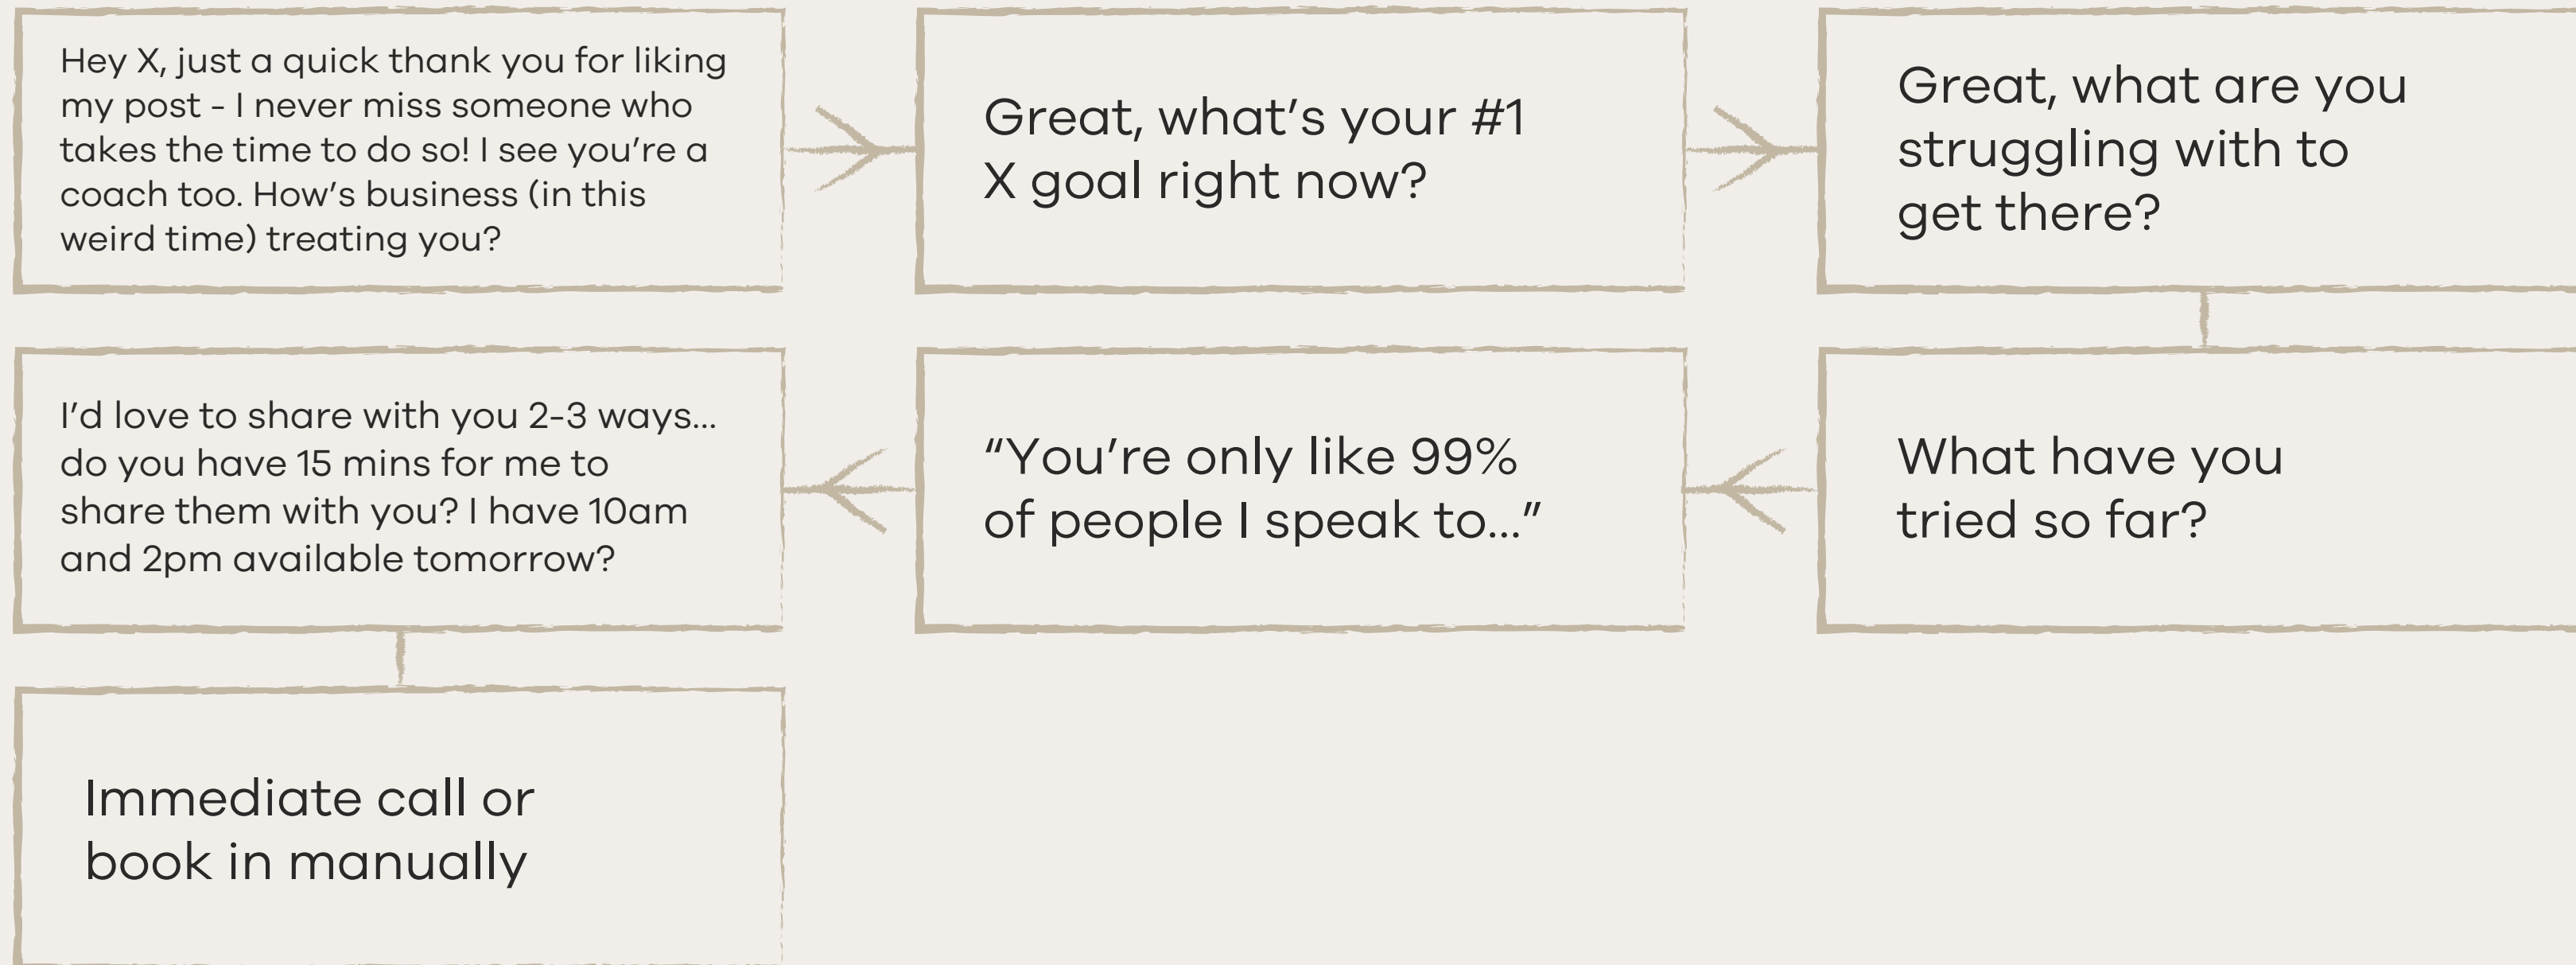 Hey X, just a quick thank you for liking
my post - I never miss someone who
takes the time to do so! I see you’re a
coach too. How’s business (in this
weird time) treating you?
Great, what’s your #1
X goal right now?
Great, what are you
struggling with to
get there?
What have you
tried so far?
“You’re only like 99%
of people I speak to...”
I’d love to share with you 2-3 ways...
do you have 15 mins for me to
share them with you? I have 10am
and 2pm available tomorrow?
Immediate call or
book in manually